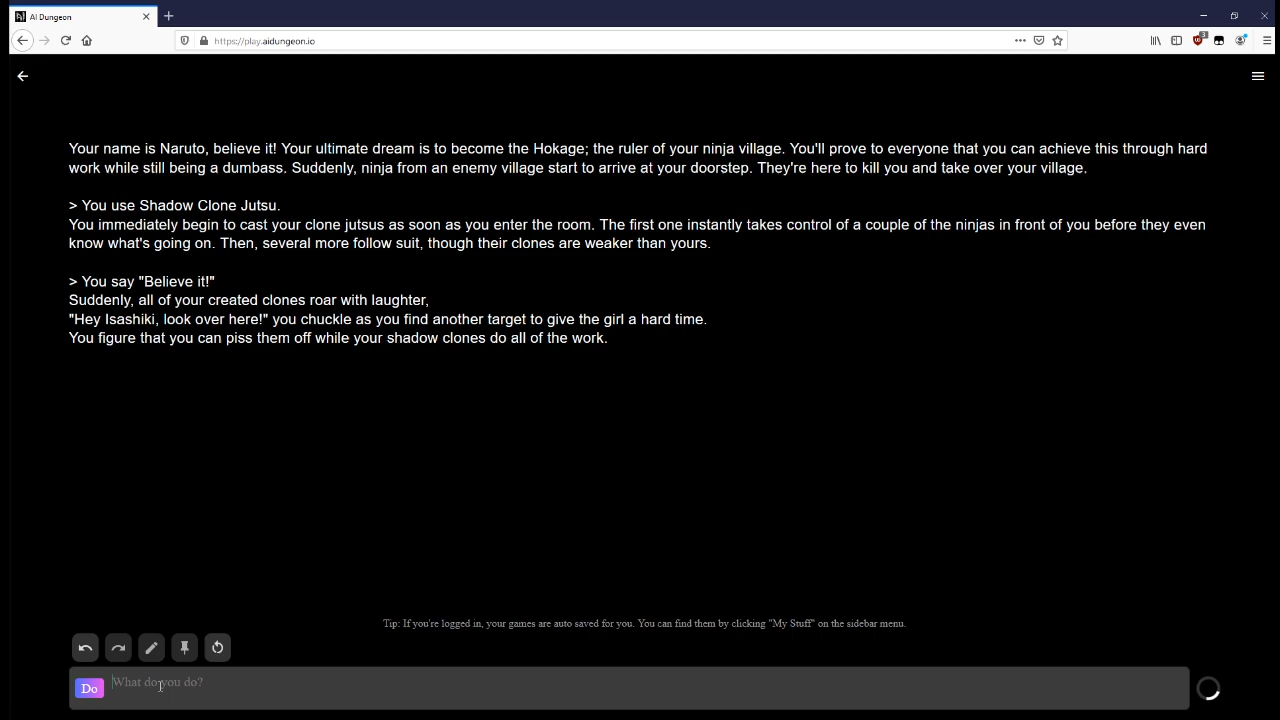 AI Dungeon
https://play.aidungeon.io
3
Your name is Naruto, believe it! Your ultimate dream is to become the Hokage; the ruler of your ninja village. You'll prove to everyone that you can achieve this through hard
work while still being a dumbass. Suddenly, ninja from an enemy village start to arrive at your doorstep. They're here to kill you and take over your village.
> You use Shadow Clone Jutsu.
You immediately begin to cast your clone jutsus as soon as you enter the room. The first one instantly takes control of a couple of the ninjas in front of you before they even
know what's going on. Then, several more follow suit, though their clones are weaker than yours.
> You say "Believe it!"
Suddenly, all of your created clones roar with laughter,
"Hey Isashiki, look over here!" you chuckle as you find another target to give the girl a hard time.
You figure that you can piss them off while your shadow clones do all of the work.
Tip: If you're logged in, your games are auto saved for you. You can find them by clicking "My Stuff" on the sidebar menu.
Do What do you do?